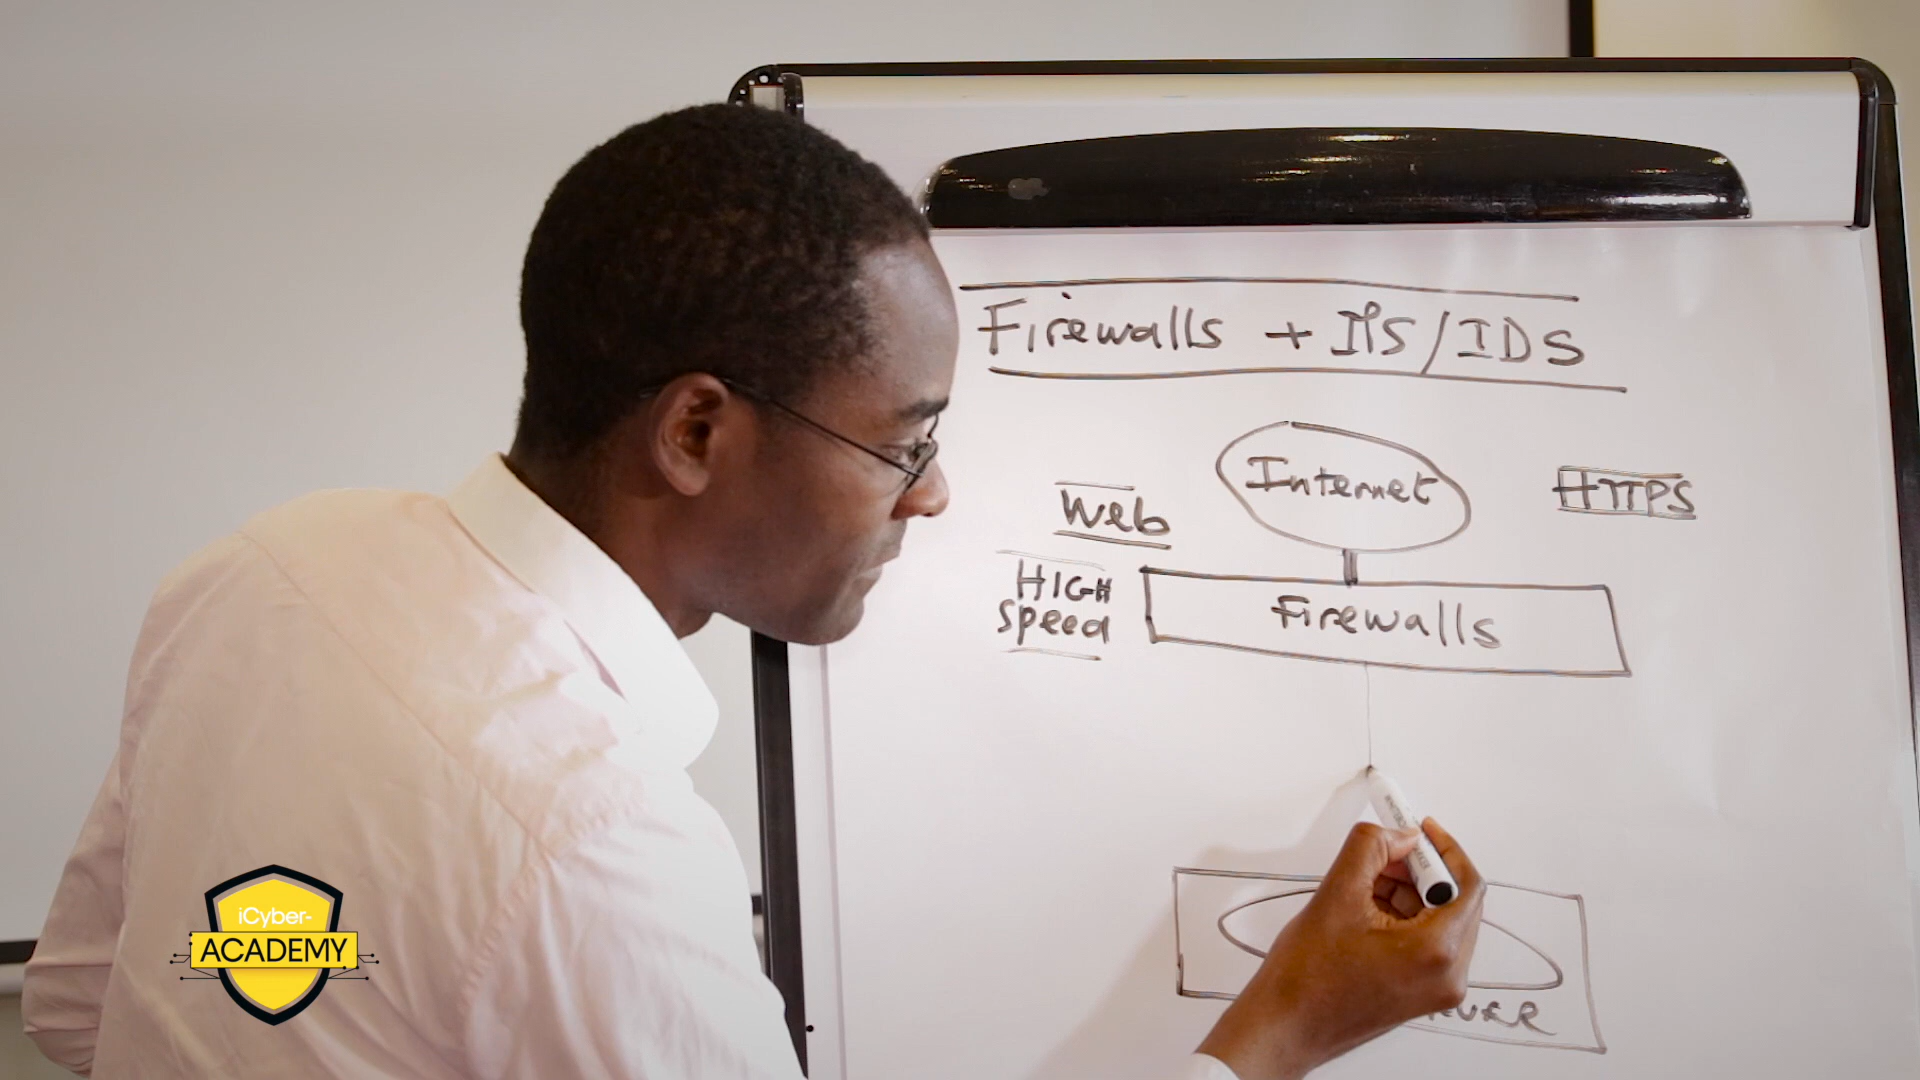 Firewalls + IPS/IDS
Internet
Web
HTTPS
HIGH
Speed
Firewalls
iCyber-
ACADEMY